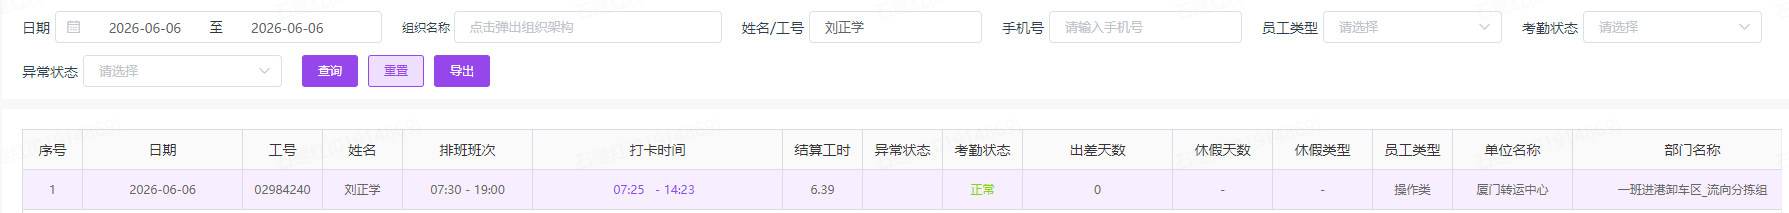 日期 2026-06-06 至 2026-06-06 组织名称 点击弹出组织架构 姓名/工号 刘正学 手机号 请输入手机号 员工类型 请选择 考勤状态 请选择
异常状态 请选择 查询 重置 导出
序号 日期 工号 姓名 排班班次 打卡时间 结算工时 异常状态 考勤状态 出差天数 休假天数 休假类型 员工类型 单位名称 部门名称
1 2026-06-06 02984240 刘正学 07:30 - 19:00 07:25 - 14:23 6.39 正常 0 - - 操作类 厦门转运中心 一班进港卸车区_流向分拣组